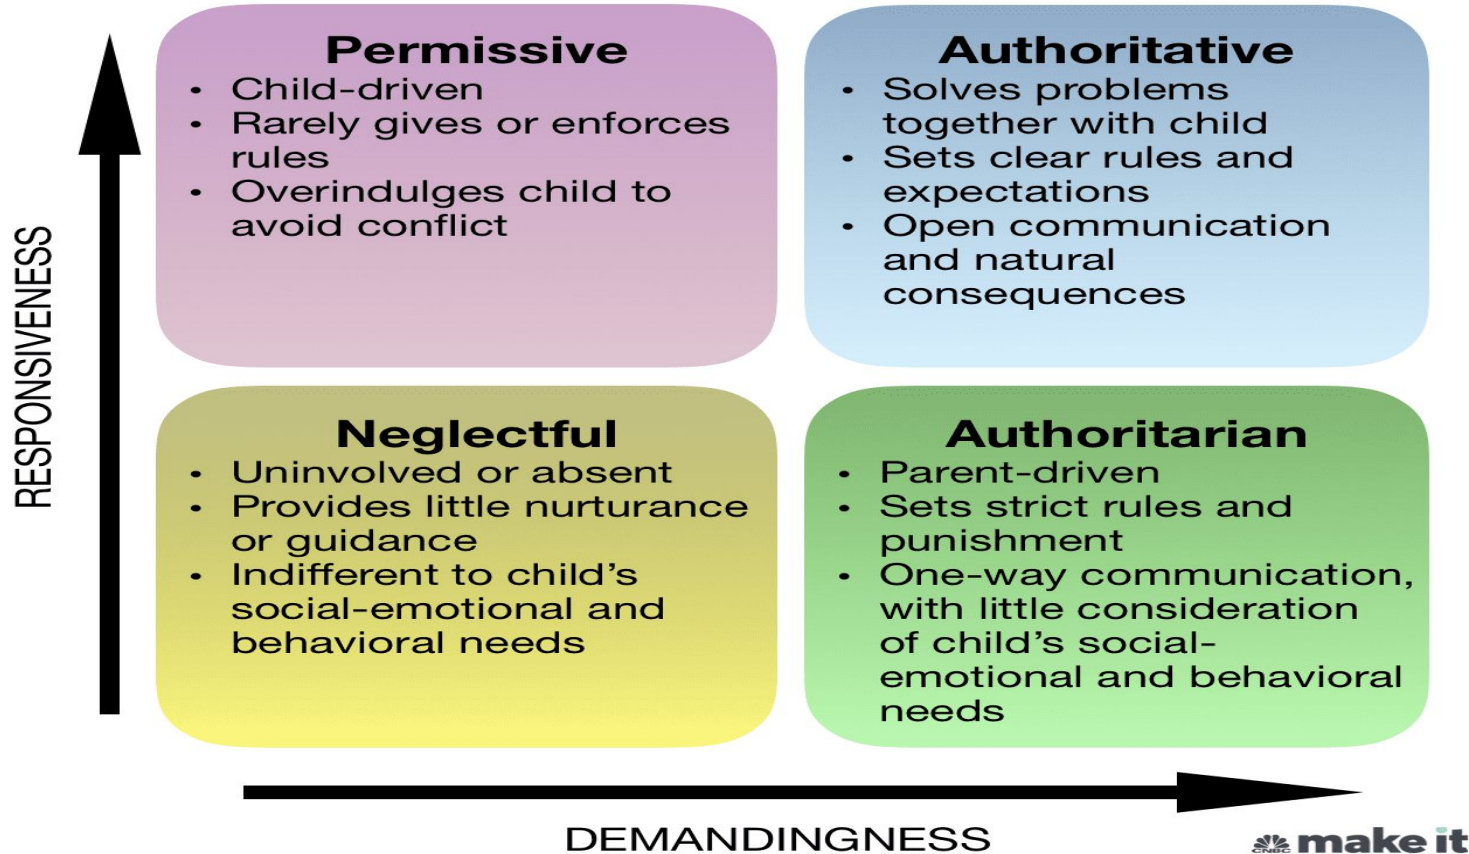 Permissive
• Child-driven
• Rarely gives or enforces
rules
• Overindulges child to
avoid conflict
Authoritative
• Solves problems
together with child
• Sets clear rules and
expectations
• Open communication
and natural
consequences
RESPONSIVENESS
Neglectful
• Uninvolved or absent
• Provides little nurturance
or guidance
• Indifferent to child’s
social-emotional and
behavioral needs
Authoritarian
• Parent-driven
• Sets strict rules and
punishment
• One-way communication,
with little consideration
of child’s social-
emotional and behavioral
needs
DEMANDINGNESS
CNBC make it